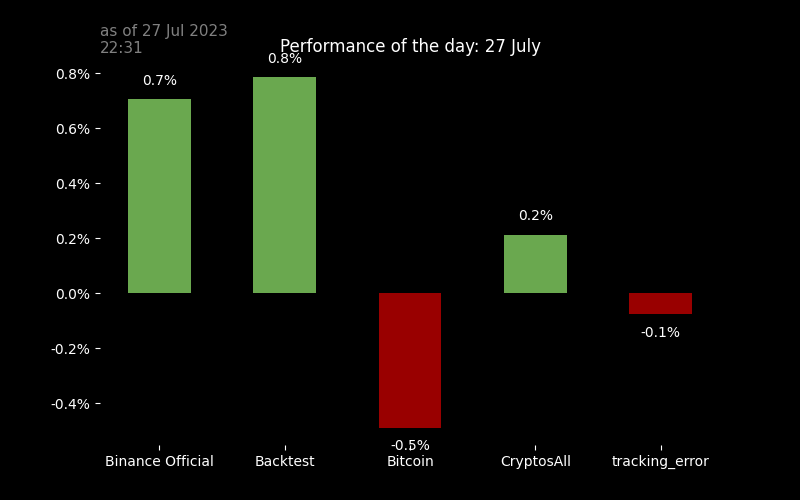 as of 27 Jul 2023
22:31
Performance of the day: 27 July
0.8%
0.6%
0.4%
0.2%
0.0%
-0.2%
-0.4%
0.7%
0.8%
-0.5%
0.2%
-0.1%
Binance Official
Backtest
Bitcoin
CryptosAll
tracking_error